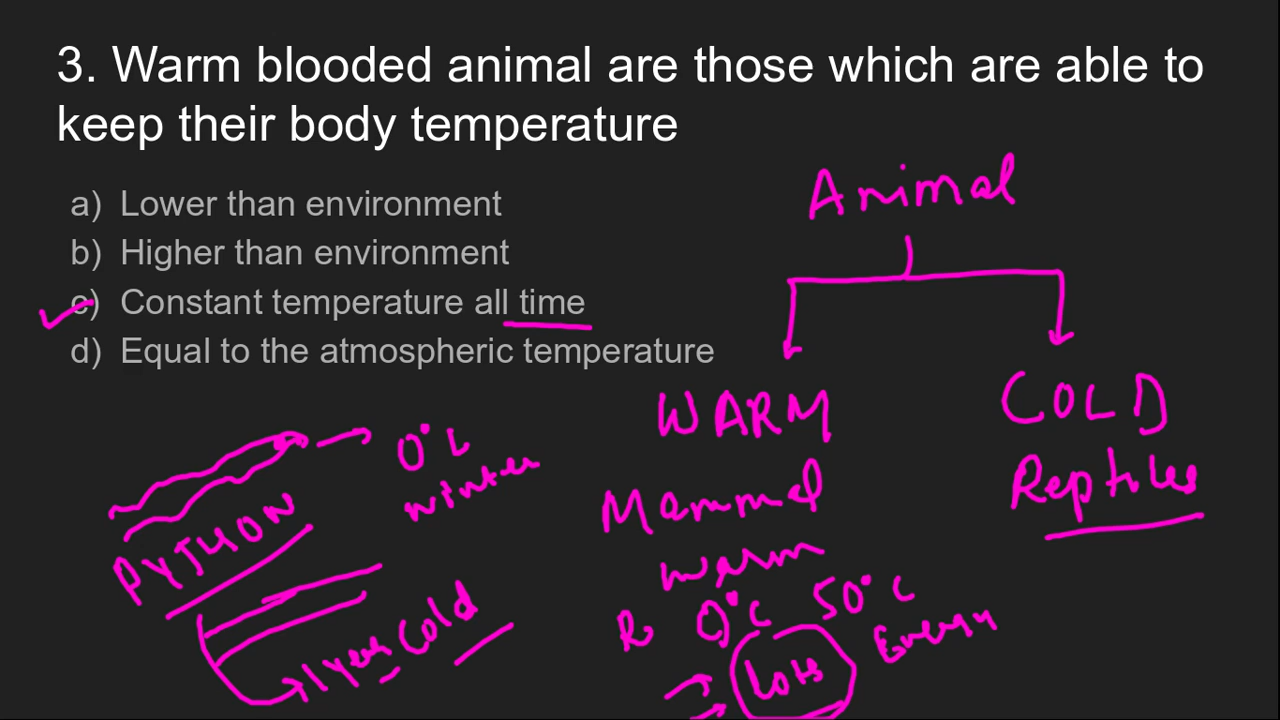 3. Warm blooded animal are those which are able to
keep their body temperature
a) Lower than environment
b) Higher than environment
c) Constant temperature all time
d) Equal to the atmospheric temperature
Animal
WARM
COLD
Mammal
Reptiles
warm
0°C 50°C
Lots Energy
0°C
winter
PYTHON
1 year Cold